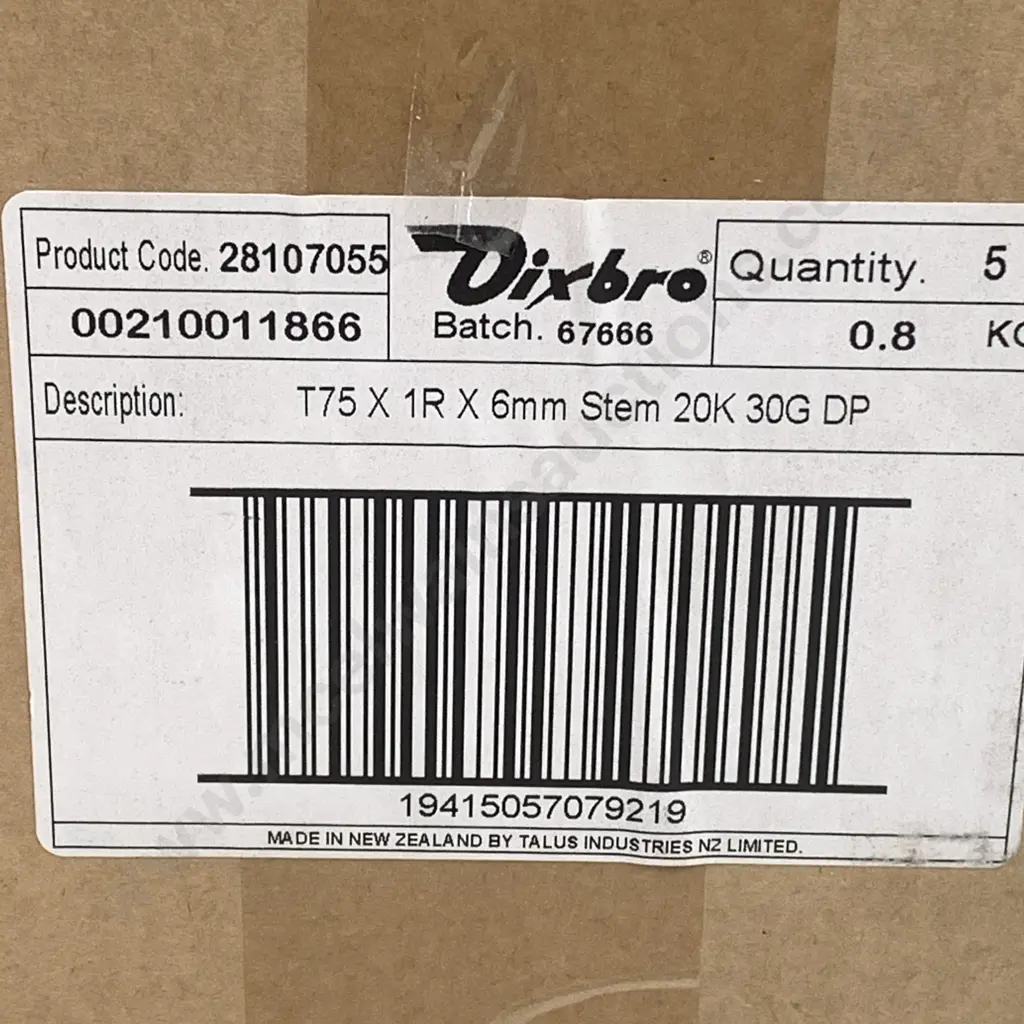 Product Code. 28107055
00210011866
Dixbro®
Batch. 67666
Quantity. 5
0.8
Description: T75 X 1R X 6mm Stem 20K 30G DP
19415057079219
MADE IN NEW ZEALAND BY TALUS INDUSTRIES NZ LIMITED.